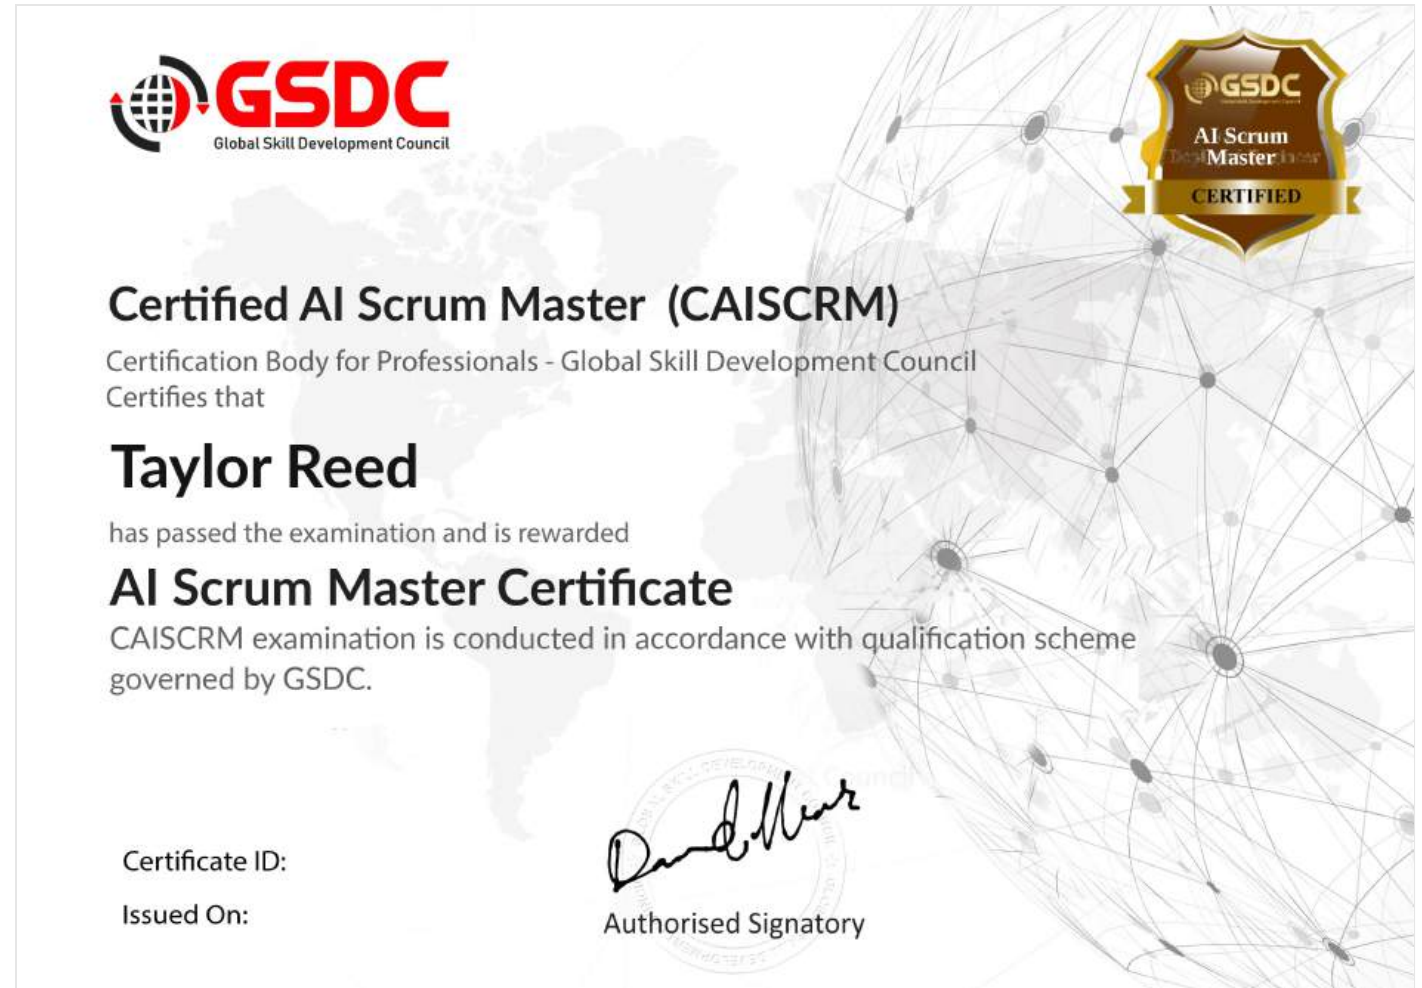 GSDC
Global Skill Development Council
GSDC
AI Scrum
Master
CERTIFIED
Certified AI Scrum Master (CAISCRM)
Certification Body for Professionals - Global Skill Development Council
Certifies that
Taylor Reed
has passed the examination and is rewarded
AI Scrum Master Certificate
CAISCRM examination is conducted in accordance with qualification scheme
governed by GSDC.
Certificate ID:
Issued On:
Authorised Signatory